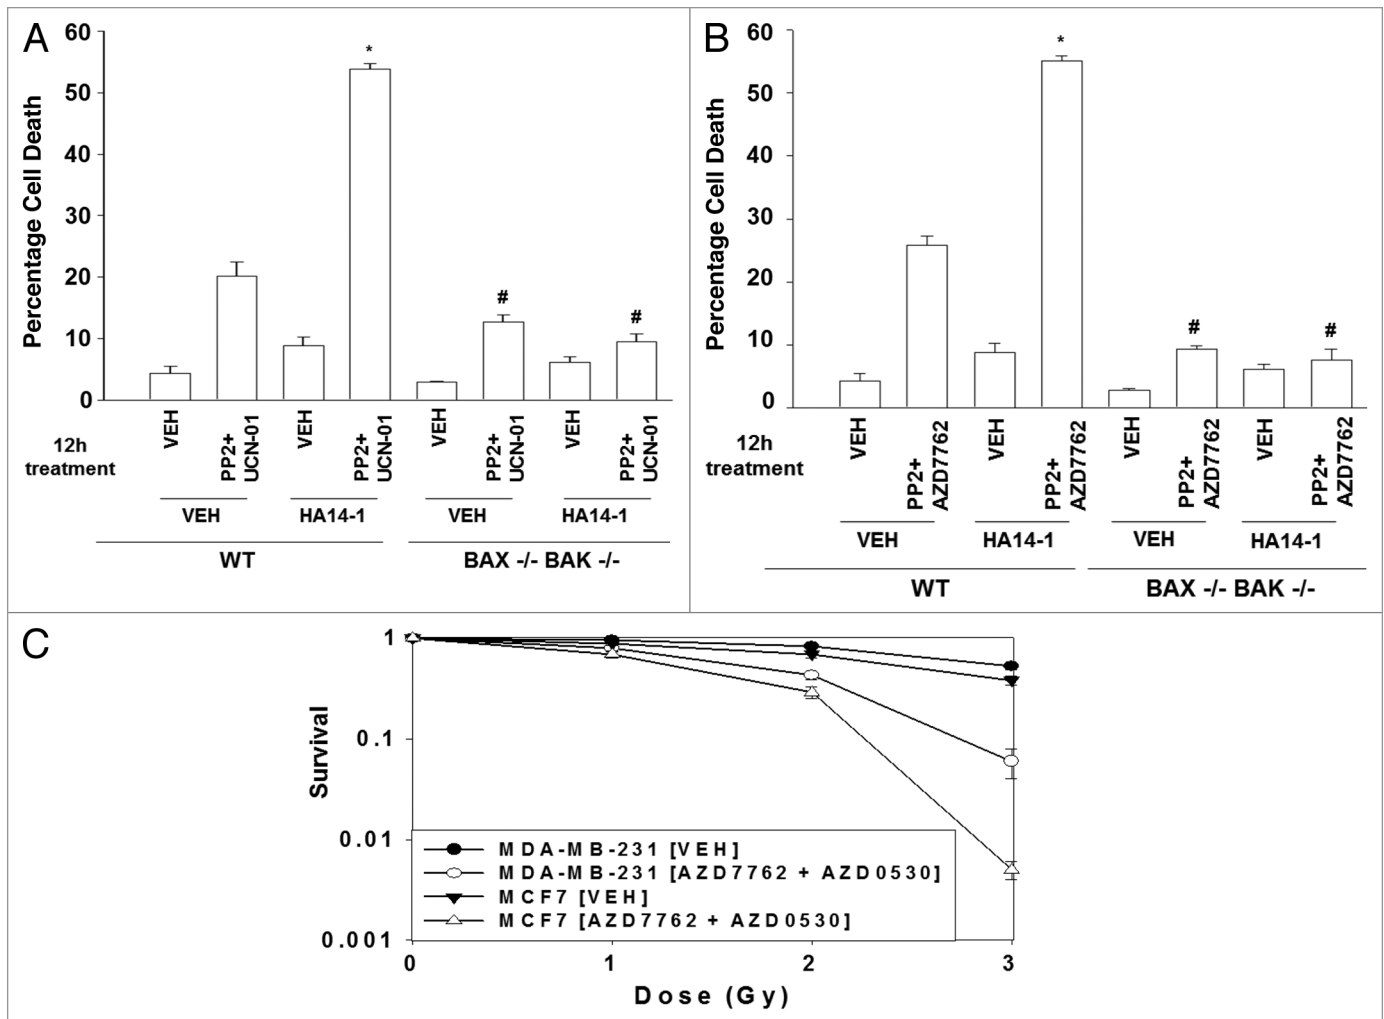 A
Percentage Cell Death
60
50
40
30
20
10
0
*
#
#
12h
treatment
VEH
PP2+
UCN-01
VEH
PP2+
UCN-01
VEH
PP2+
UCN-01
VEH
PP2+
UCN-01
VEH
HA14-1
VEH
HA14-1
WT
BAX -/- BAK -/-
B
Percentage Cell Death
60
50
40
30
20
10
0
*
#
#
12h
treatment
VEH
PP2+
AZD7762
VEH
PP2+
AZD7762
VEH
PP2+
AZD7762
VEH
PP2+
AZD7762
VEH
HA14-1
VEH
HA14-1
WT
BAX -/- BAK -/-
C
Survival
1
0.1
0.01
0.001
MDA-MB-231 [VEH]
MDA-MB-231 [AZD7762 + AZD0530]
MCF7 [VEH]
MCF7 [AZD7762 + AZD0530]
0 1 2 3
Dose (Gy)